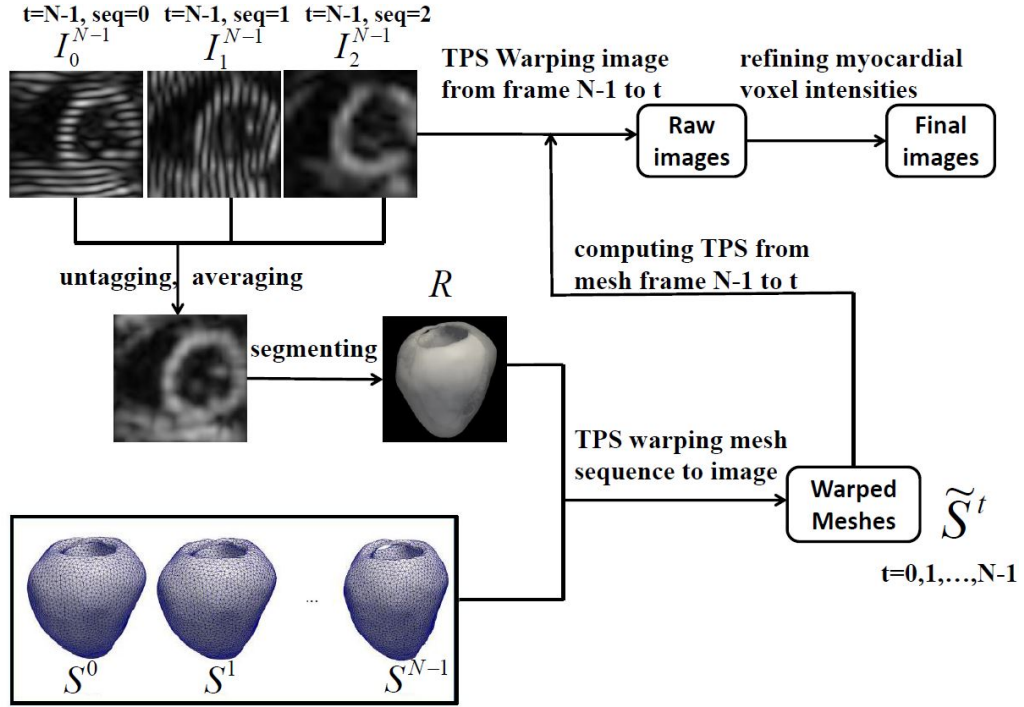 t=N-1, seq=0 t=N-1, seq=1 t=N-1, seq=2
I_0^{N-1} I_1^{N-1} I_2^{N-1}
TPS Warping image
from frame N-1 to t
refining myocardial
voxel intensities
Raw
images
Final
images
computing TPS from
mesh frame N-1 to t
untagging, averaging
R
segmenting
TPS warping mesh
sequence to image
Warped
Meshes
\widetilde{S}^t
t=0,1,...,N-1
...
S^0 S^1 S^{N-1}